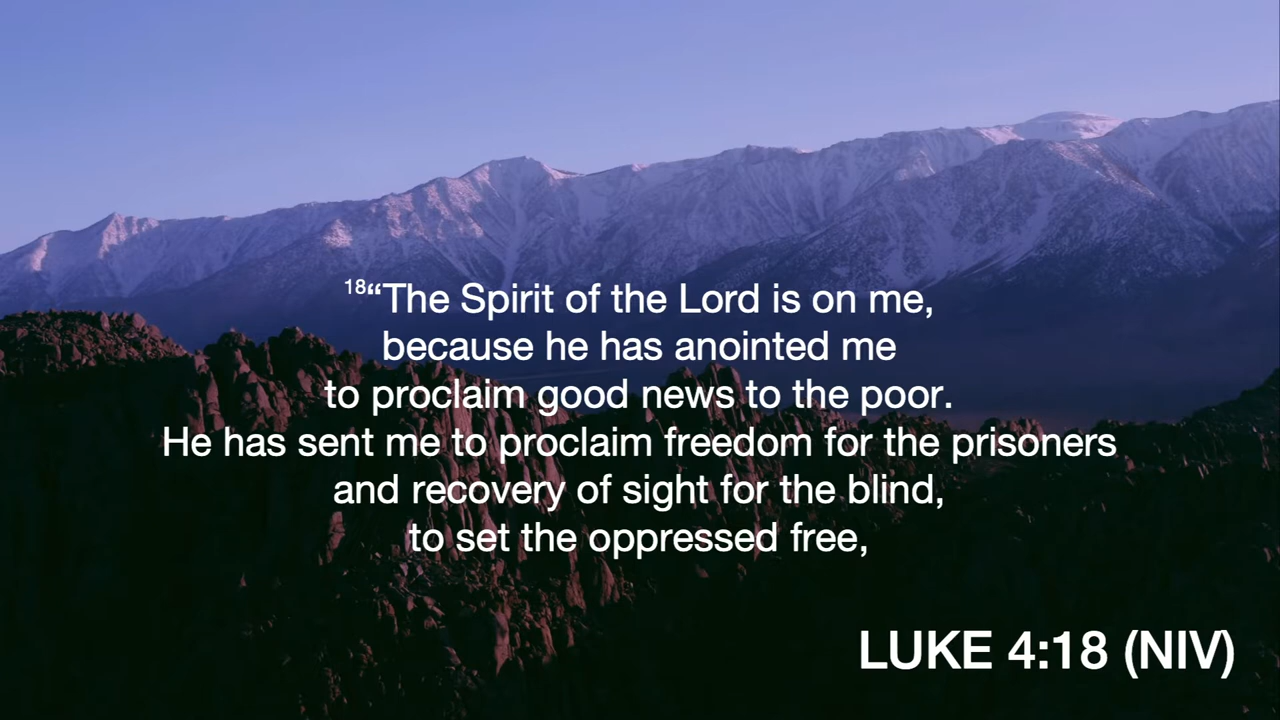 18“The Spirit of the Lord is on me,
because he has anointed me
to proclaim good news to the poor.
He has sent me to proclaim freedom for the prisoners
and recovery of sight for the blind,
to set the oppressed free,
LUKE 4:18 (NIV)